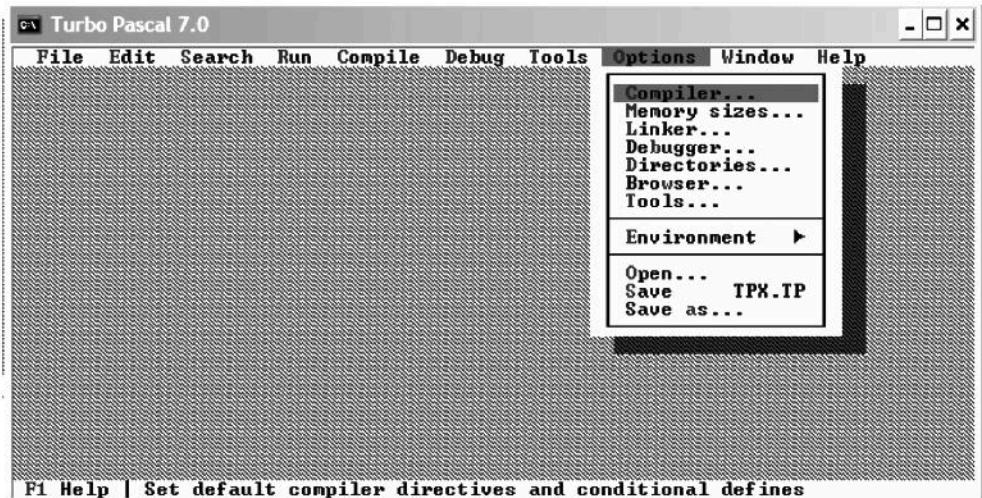 Turbo Pascal 7.0
File Edit Search Run Compile Debug Tools Options Window Help
Compiler...
Memory sizes...
Linker...
Debugger...
Directories...
Browser...
Tools...
Environment
Open...
Save TPX.TP
Save as...
F1 Help | Set default compiler directives and conditional defines